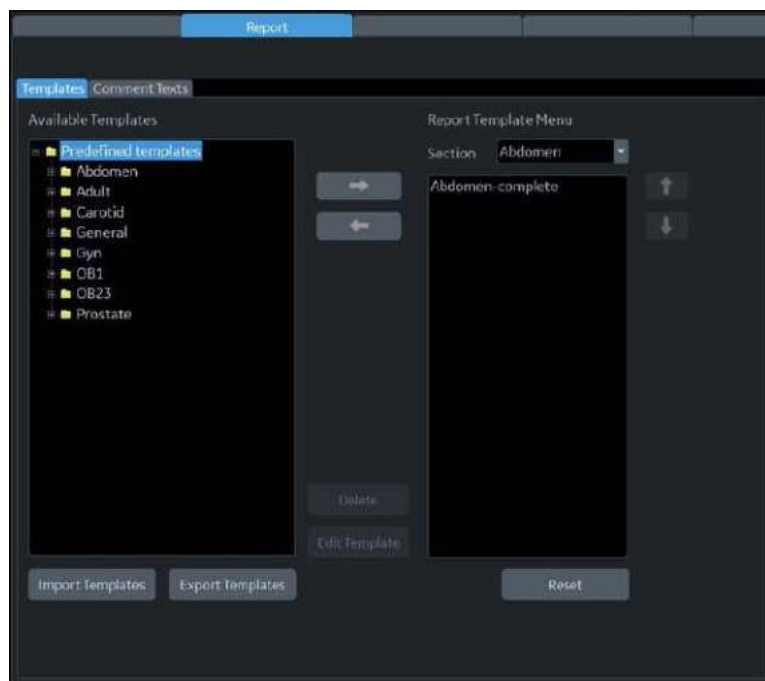 Report
Templates Comment Texts
Available Templates
Report Template Menu
Predefined templates
Abdomen
Adult
Carotid
General
Gyn
OB1
OB23
Prostate
Section Abdomen
Abdomen-complete
Delete
Edit Template
Import Templates Export Templates
Reset